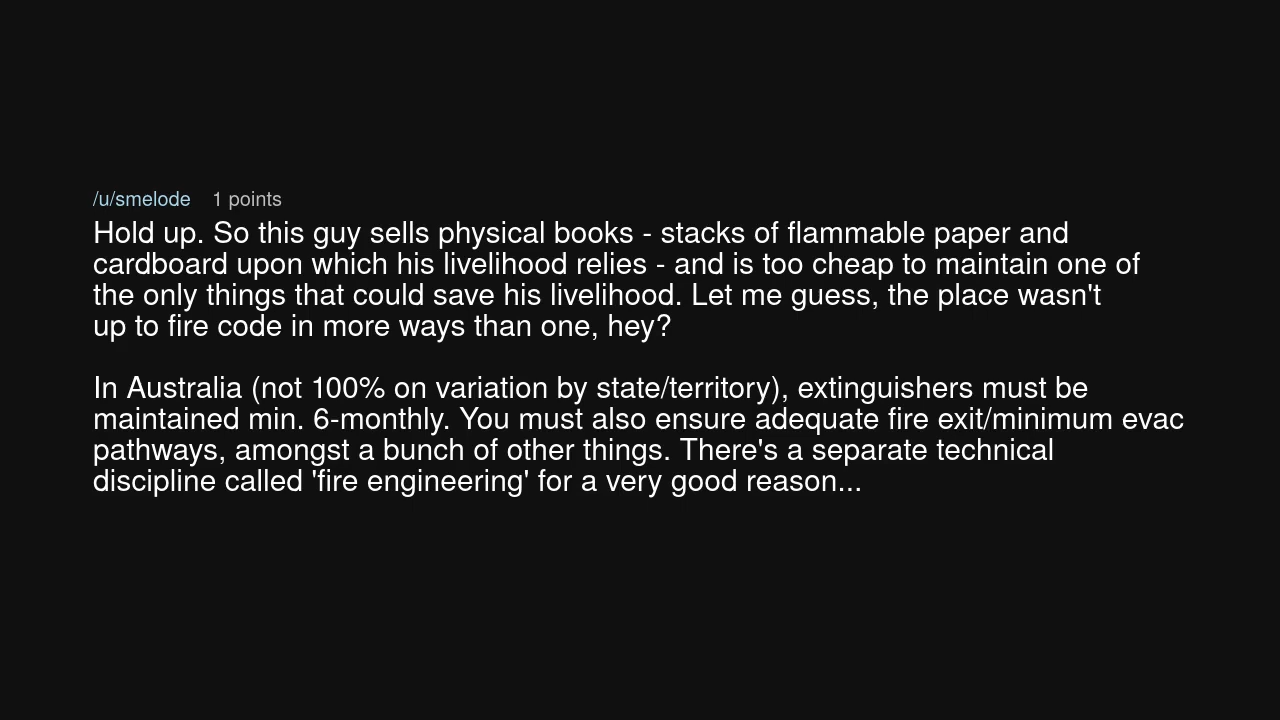 /u/smelode 1 points
Hold up. So this guy sells physical books - stacks of flammable paper and
cardboard upon which his livelihood relies - and is too cheap to maintain one of
the only things that could save his livelihood. Let me guess, the place wasn't
up to fire code in more ways than one, hey?
In Australia (not 100% on variation by state/territory), extinguishers must be
maintained min. 6-monthly. You must also ensure adequate fire exit/minimum evac
pathways, amongst a bunch of other things. There's a separate technical
discipline called 'fire engineering' for a very good reason...